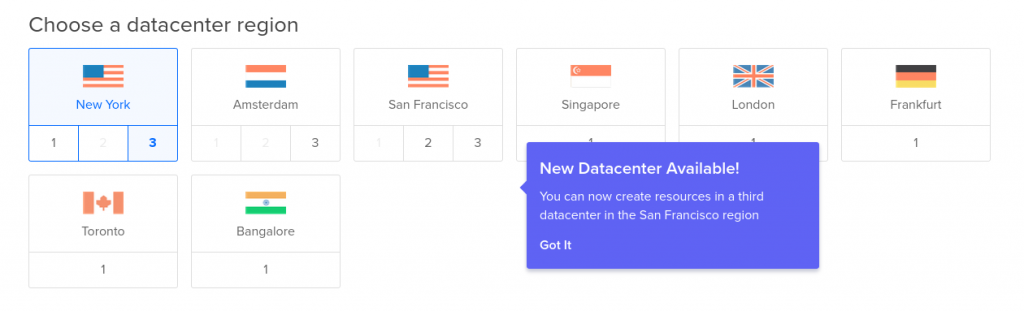 Choose a datacenter region
New York
Amsterdam
San Francisco
Singapore
London
Frankfurt
1 2 3
1 2 3
1 2 3
1
1
1
New Datacenter Available!
You can now create resources in a third
datacenter in the San Francisco region
Got It
Toronto
Bangalore
1
1